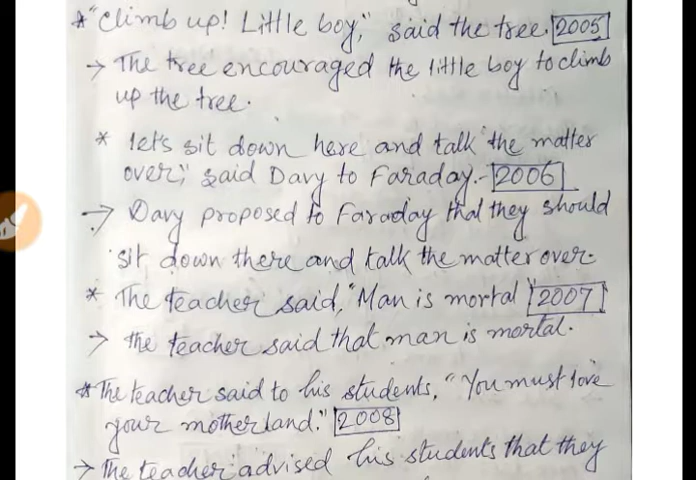 * "Climb up! Little boy," said the tree. 2005
→ The tree encouraged the little boy to climb
up the tree.
* let's sit down here and talk the matter
over," said Davy to Faraday.- 2006
→ Davy proposed to Faraday that they should
sit down there and talk the matter over.
* The teacher said, "Man is mortal 2007
→ the teacher said that man is mortal.
* The teacher said to his students, "You must love
your motherland." 2008
→ The teacher advised his students that they